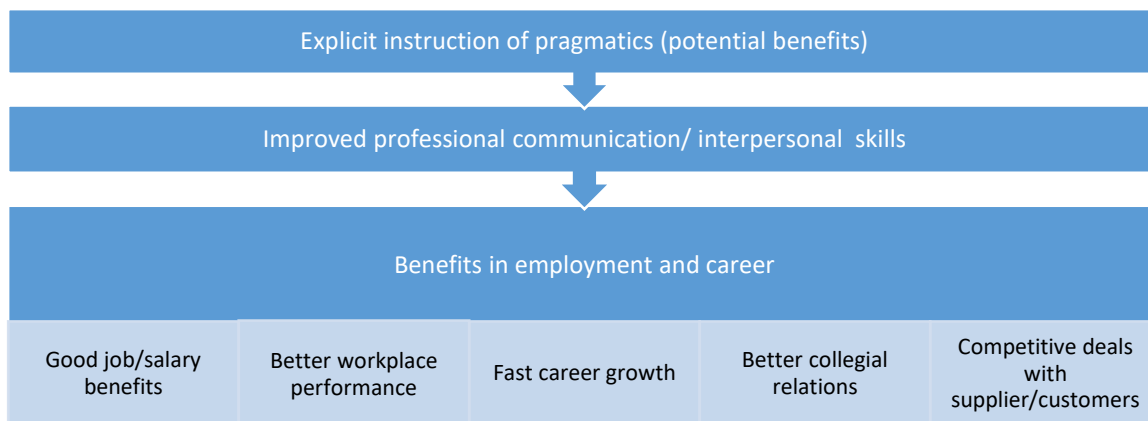 Explicit instruction of pragmatics (potential benefits)
Improved professional communication/ interpersonal  skills
Benefits in employment and career
Good job/salary
benefits
Better workplace
performance
Fast career growth
Better collegial
relations
Competitive deals
with
supplier/customers